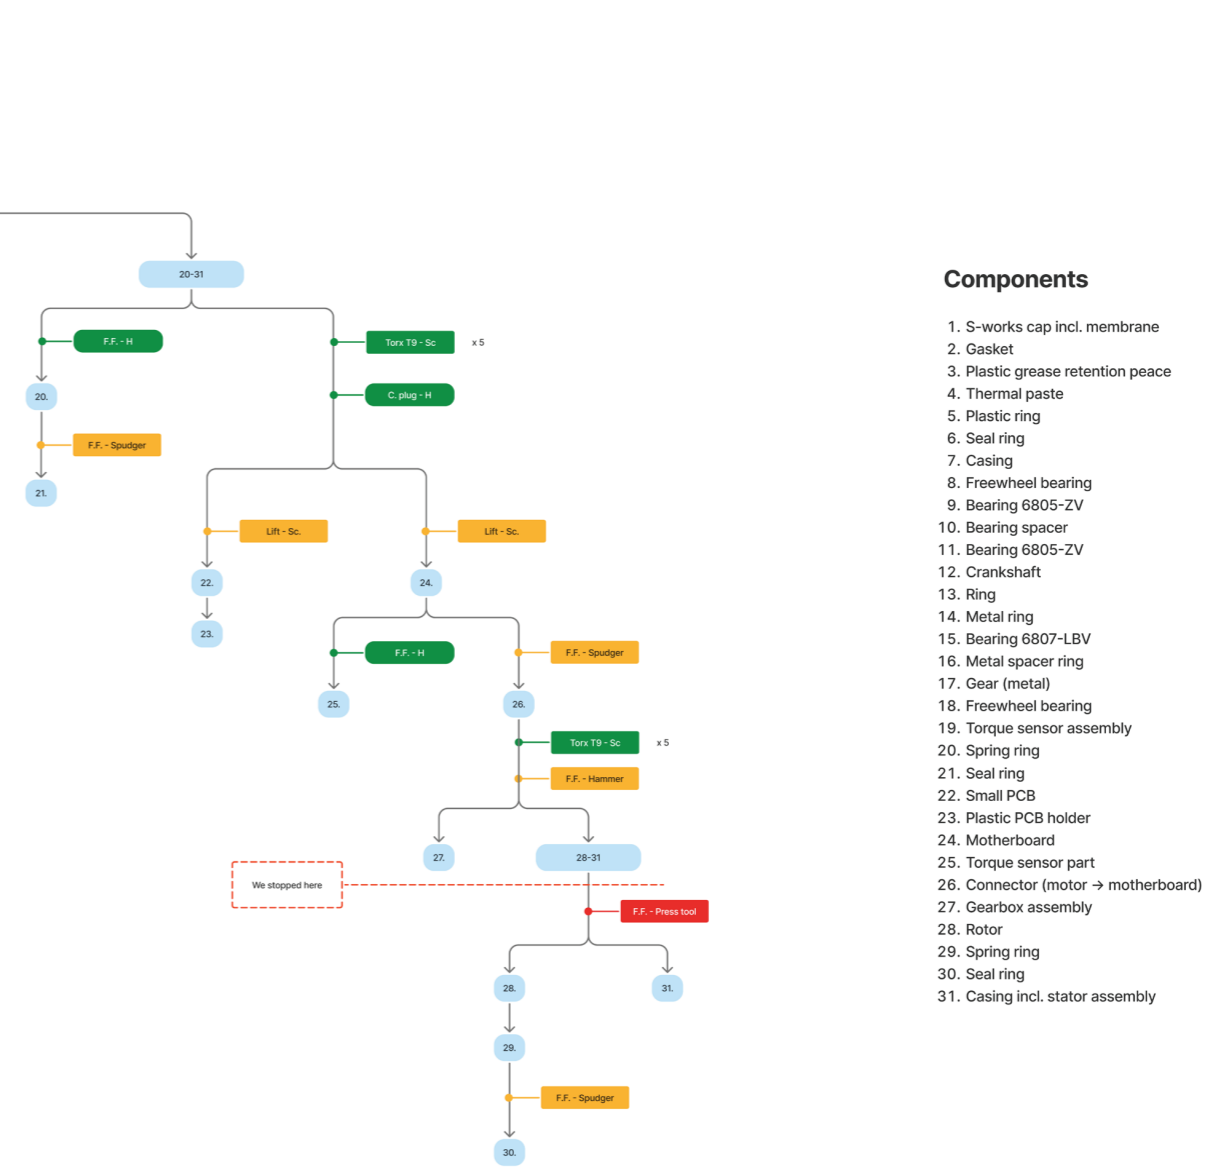 20-31
F.F. - H
Torx T9 - Sc
x 5
C. plug - H
20.
F.F. - Spudger
21.
Lift - Sc.
Lift - Sc.
22.
24.
23.
F.F. - H
F.F. - Spudger
25.
26.
Torx T9 - Sc
x 5
F.F. - Hammer
27.
28-31
We stopped here
F.F. - Press tool
28.
31.
29.
F.F. - Spudger
30.
Components
1. S-works cap incl. membrane
2. Gasket
3. Plastic grease retention peace
4. Thermal paste
5. Plastic ring
6. Seal ring
7. Casing
8. Freewheel bearing
9. Bearing 6805-ZV
10. Bearing spacer
11. Bearing 6805-ZV
12. Crankshaft
13. Ring
14. Metal ring
15. Bearing 6807-LBV
16. Metal spacer ring
17. Gear (metal)
18. Freewheel bearing
19. Torque sensor assembly
20. Spring ring
21. Seal ring
22. Small PCB
23. Plastic PCB holder
24. Motherboard
25. Torque sensor part
26. Connector (motor → motherboard)
27. Gearbox assembly
28. Rotor
29. Spring ring
30. Seal ring
31. Casing incl. stator assembly